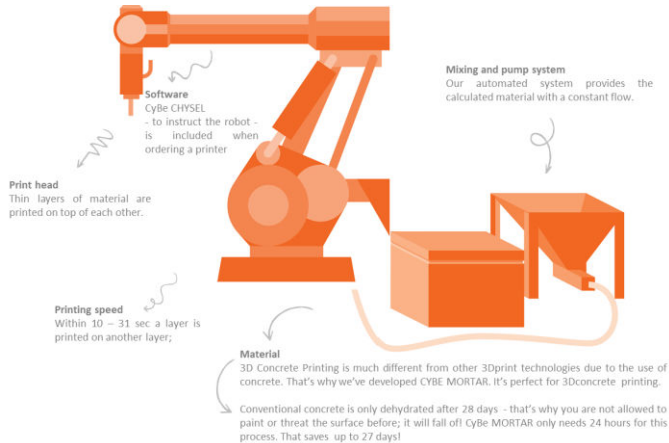 Software
CyBe CHYSEL
- to instruct the robot -
is included when
ordering a printer
Mixing and pump system
Our automated system provides the
calculated material with a constant flow.
Print head
Thin layers of material are
printed on top of each other.
Printing speed
Within 10 – 31 sec a layer is
printed on another layer;
Material
3D Concrete Printing is much different from other 3Dprint technologies due to the use of
concrete. That's why we've developed CYBE MORTAR. It's perfect for 3Dconcrete printing.
Conventional concrete is only dehydrated after 28 days - that's why you are not allowed to
paint or threat the surface before; it will fall of! CyBe MORTAR only needs 24 hours for this
process. That saves up to 27 days!